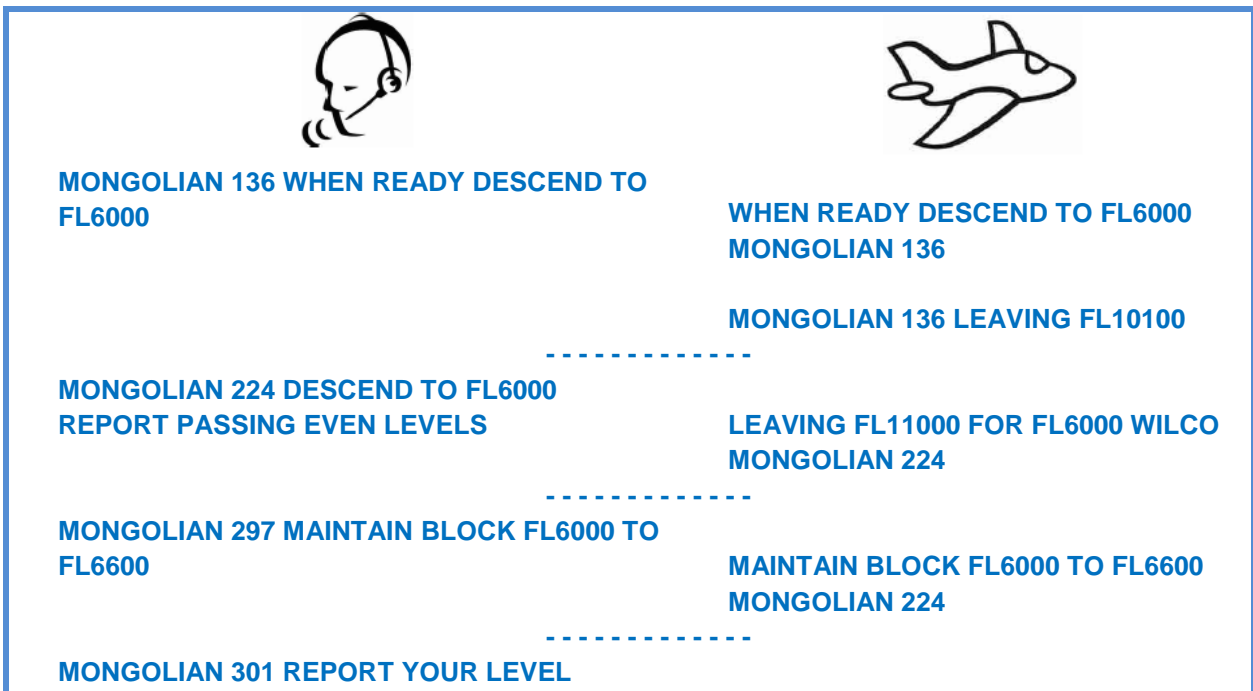 MONGOLIAN 136 WHEN READY DESCEND TO
FL6000
WHEN READY DESCEND TO FL6000
MONGOLIAN 136
MONGOLIAN 136 LEAVING FL10100
- - - - - - - - - - - - -
MONGOLIAN 224 DESCEND TO FL6000
REPORT PASSING EVEN LEVELS
LEAVING FL11000 FOR FL6000 WILCO
MONGOLIAN 224
- - - - - - - - - - - - -
MONGOLIAN 297 MAINTAIN BLOCK FL6000 TO
FL6600
MAINTAIN BLOCK FL6000 TO FL6600
MONGOLIAN 224
- - - - - - - - - - - - -
MONGOLIAN 301 REPORT YOUR LEVEL